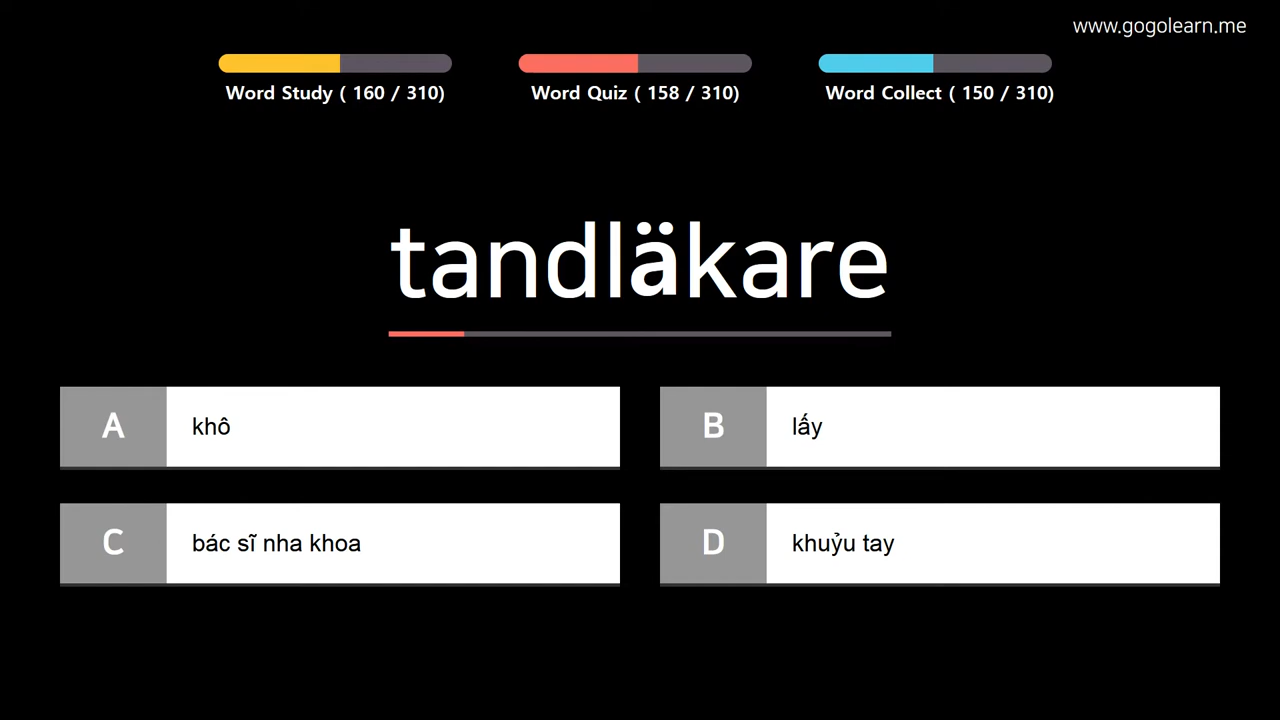 www.gogolearn.me
Word Study ( 160 / 310)
Word Quiz ( 158 / 310)
Word Collect ( 150 / 310)
tandläkare
A khô
B lấy
C bác sĩ nha khoa
D khuỷu tay